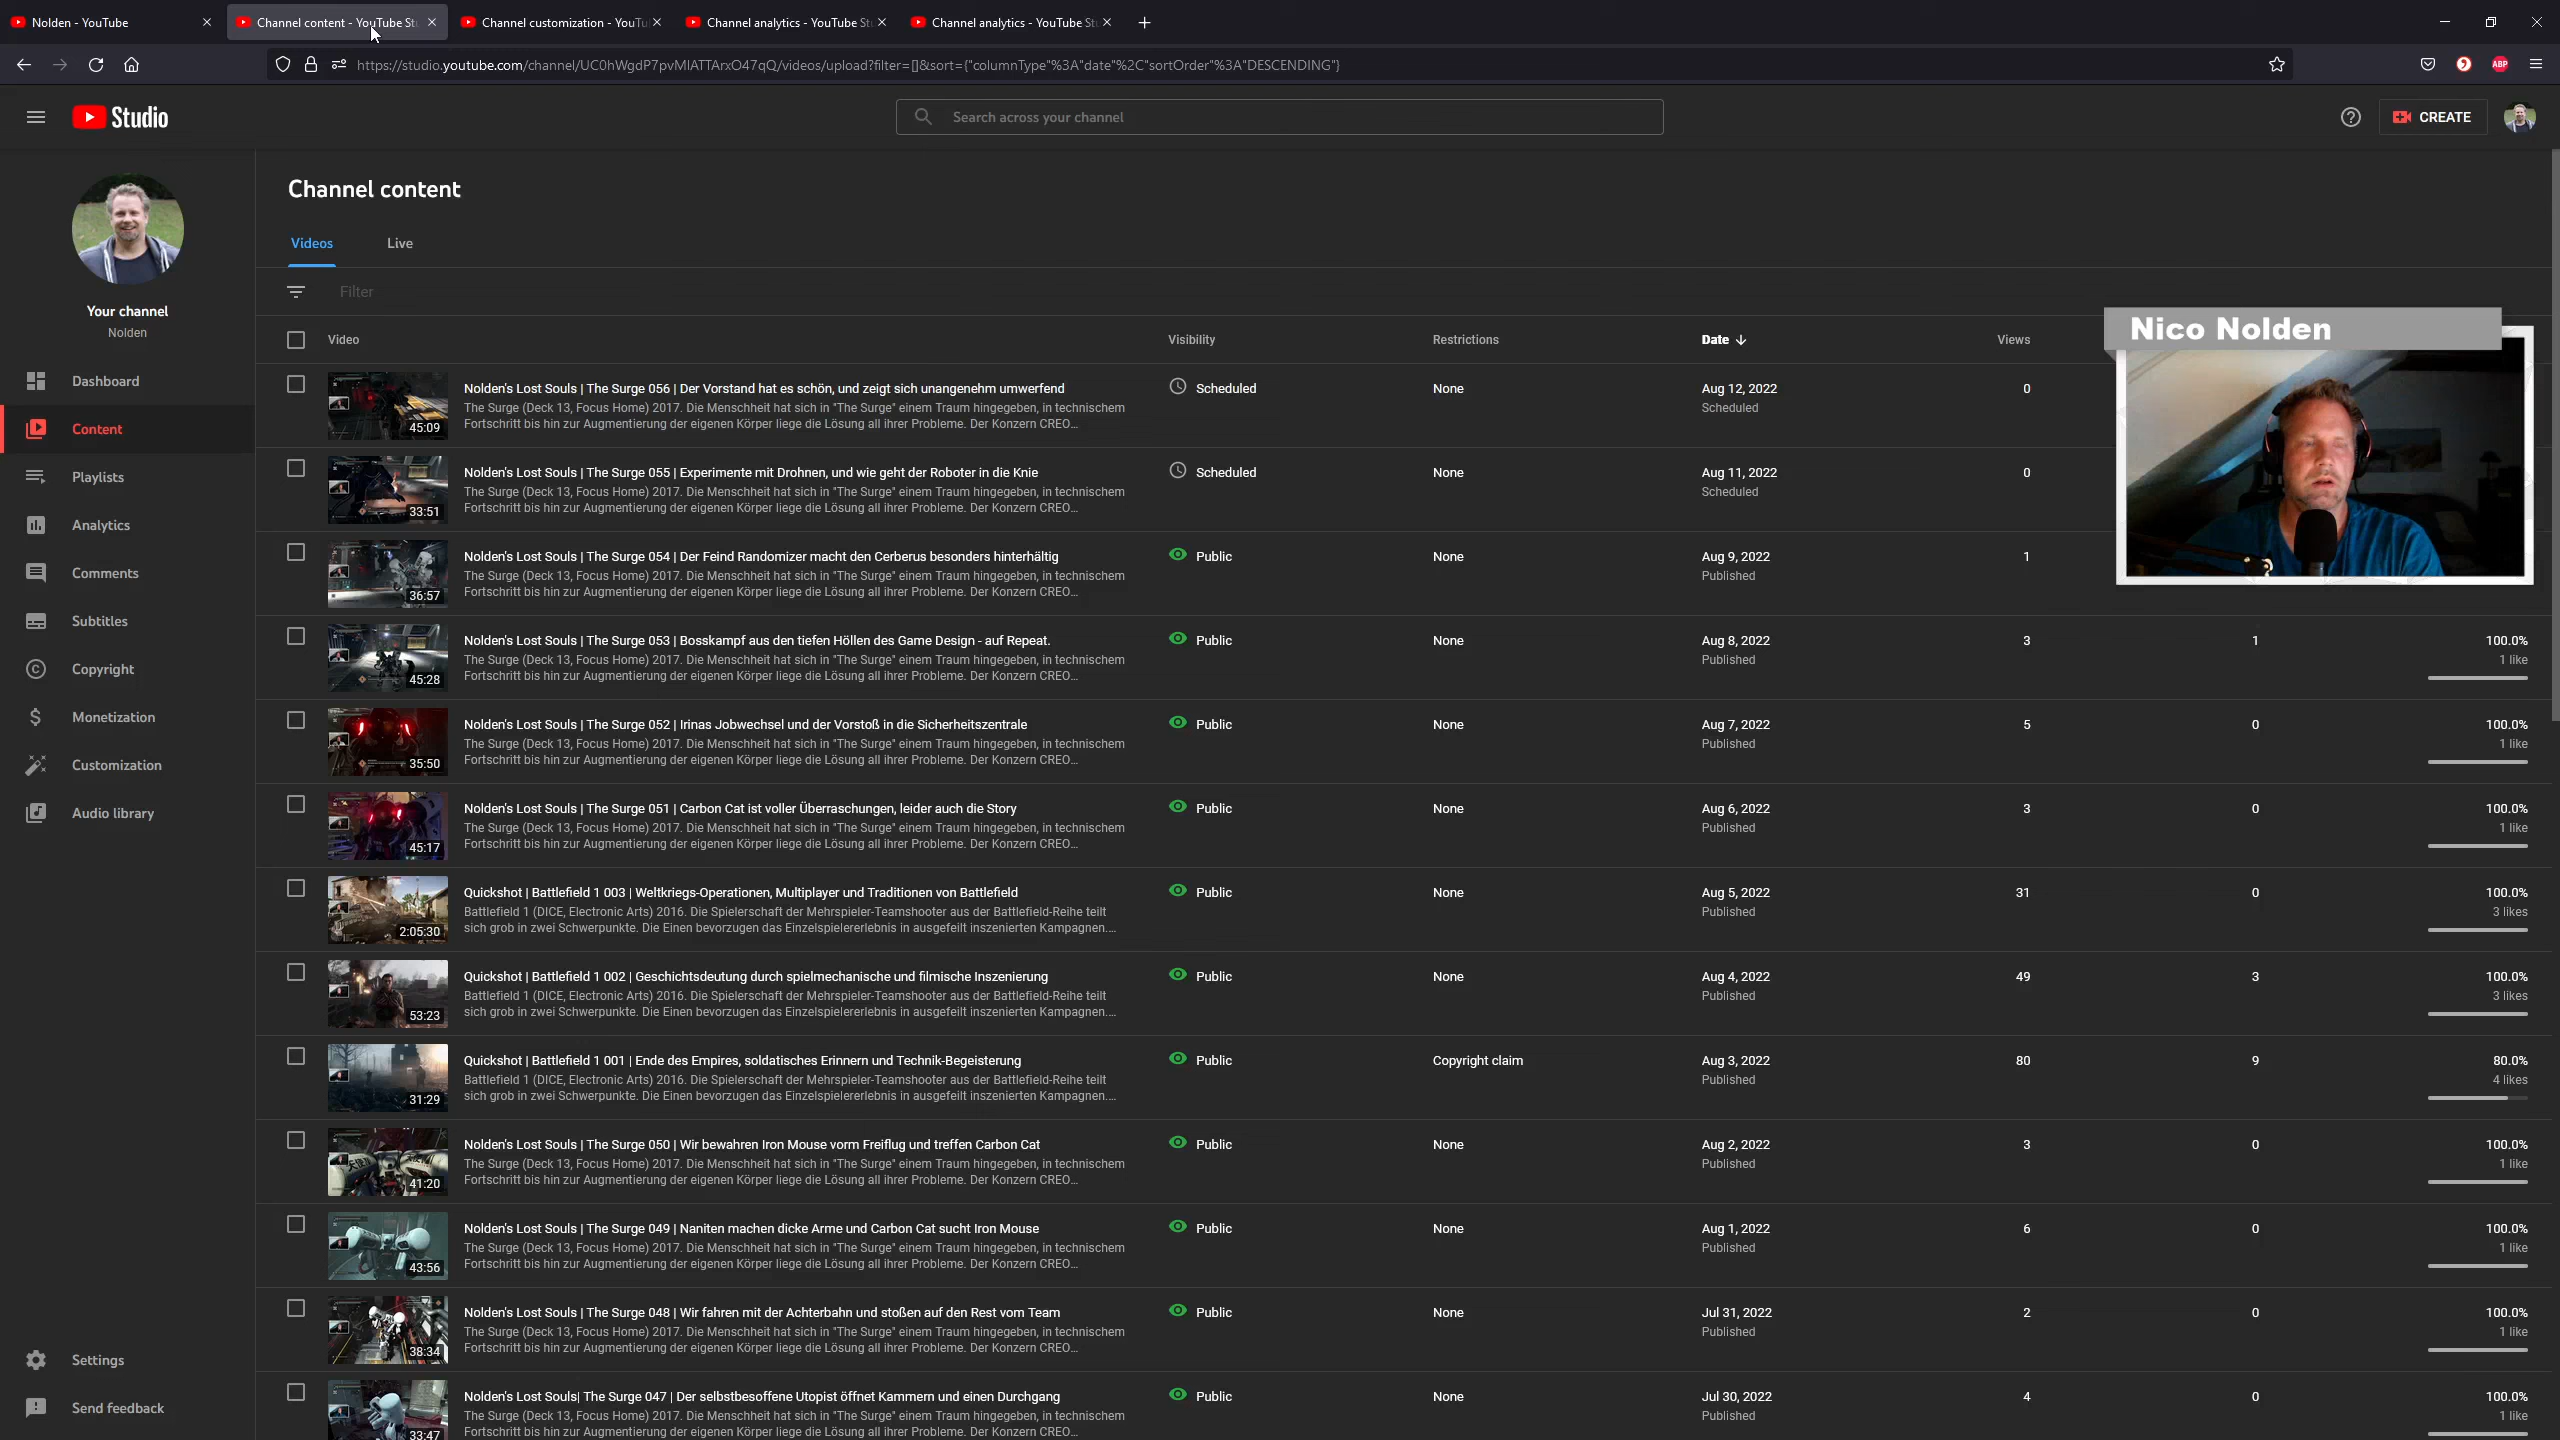 Nolden - YouTube
Channel content - YouTube St
Channel customization - YouTu
Channel analytics - YouTube St
Channel analytics - YouTube St
https://studio.youtube.com/channel/UC0hWgdP7pvMlATTArxO47qQ/videos/upload?filter=[]&sort={"columnType"%3A"date"%2C"sortOrder"%3A"DESCENDING"}
ABP
Studio
Search across your channel
CREATE
Your channel
Nolden
Dashboard
Content
Playlists
Analytics
Comments
Subtitles
Copyright
Monetization
Customization
Audio library
Settings
Send feedback
Channel content
Videos Live
Filter
Video Visibility Restrictions Date Views
Nico Nolden
Nolden's Lost Souls | The Surge 056 | Der Vorstand hat es schön, und zeigt sich unangenehm umwerfend Scheduled None Aug 12, 2022 0
The Surge (Deck 13, Focus Home) 2017. Die Menschheit hat sich in "The Surge" einem Traum hingegeben, in technischem Scheduled
Fortschritt bis hin zur Augmentierung der eigenen Körper liege die Lösung all ihrer Probleme. Der Konzern CREO...
45:09
Nolden's Lost Souls | The Surge 055 | Experimente mit Drohnen, und wie geht der Roboter in die Knie Scheduled None Aug 11, 2022 0
The Surge (Deck 13, Focus Home) 2017. Die Menschheit hat sich in "The Surge" einem Traum hingegeben, in technischem Scheduled
Fortschritt bis hin zur Augmentierung der eigenen Körper liege die Lösung all ihrer Probleme. Der Konzern CREO...
33:51
Nolden's Lost Souls | The Surge 054 | Der Feind Randomizer macht den Cerberus besonders hinterhältig Public None Aug 9, 2022 1
The Surge (Deck 13, Focus Home) 2017. Die Menschheit hat sich in "The Surge" einem Traum hingegeben, in technischem Published
Fortschritt bis hin zur Augmentierung der eigenen Körper liege die Lösung all ihrer Probleme. Der Konzern CREO...
36:57
Nolden's Lost Souls | The Surge 053 | Bosskampf aus den tiefen Höllen des Game Design - auf Repeat. Public None Aug 8, 2022 3 1 100.0%
The Surge (Deck 13, Focus Home) 2017. Die Menschheit hat sich in "The Surge" einem Traum hingegeben, in technischem Published 1 like
Fortschritt bis hin zur Augmentierung der eigenen Körper liege die Lösung all ihrer Probleme. Der Konzern CREO...
45:28
Nolden's Lost Souls | The Surge 052 | Irinas Jobwechsel und der Vorstoß in die Sicherheitszentrale Public None Aug 7, 2022 5 0 100.0%
The Surge (Deck 13, Focus Home) 2017. Die Menschheit hat sich in "The Surge" einem Traum hingegeben, in technischem Published 1 like
Fortschritt bis hin zur Augmentierung der eigenen Körper liege die Lösung all ihrer Probleme. Der Konzern CREO...
35:50
Nolden's Lost Souls | The Surge 051 | Carbon Cat ist voller Überraschungen, leider auch die Story Public None Aug 6, 2022 3 0 100.0%
The Surge (Deck 13, Focus Home) 2017. Die Menschheit hat sich in "The Surge" einem Traum hingegeben, in technischem Published 1 like
Fortschritt bis hin zur Augmentierung der eigenen Körper liege die Lösung all ihrer Probleme. Der Konzern CREO...
45:17
Quickshot | Battlefield 1 003 | Weltkriegs-Operationen, Multiplayer und Traditionen von Battlefield Public None Aug 5, 2022 31 0 100.0%
Battlefield 1 (DICE, Electronic Arts) 2016. Die Spielerschaft der Mehrspieler-Teamshooter aus der Battlefield-Reihe teilt Published 3 likes
sich grob in zwei Schwerpunkte. Die Einen bevorzugen das Einzelspielererlebnis in ausgefeilt inszenierten Kampagnen....
2:05:30
Quickshot | Battlefield 1 002 | Geschichtsdeutung durch spielmechanische und filmische Inszenierung Public None Aug 4, 2022 49 3 100.0%
Battlefield 1 (DICE, Electronic Arts) 2016. Die Spielerschaft der Mehrspieler-Teamshooter aus der Battlefield-Reihe teilt Published 3 likes
sich grob in zwei Schwerpunkte. Die Einen bevorzugen das Einzelspielererlebnis in ausgefeilt inszenierten Kampagnen....
53:23
Quickshot | Battlefield 1 001 | Ende des Empires, soldatisches Erinnern und Technik-Begeisterung Public Copyright claim Aug 3, 2022 80 9 80.0%
Battlefield 1 (DICE, Electronic Arts) 2016. Die Spielerschaft der Mehrspieler-Teamshooter aus der Battlefield-Reihe teilt Published 4 likes
sich grob in zwei Schwerpunkte. Die Einen bevorzugen das Einzelspielererlebnis in ausgefeilt inszenierten Kampagnen....
31:29
Nolden's Lost Souls | The Surge 050 | Wir bewahren Iron Mouse vorm Freiflug und treffen Carbon Cat Public None Aug 2, 2022 3 0 100.0%
The Surge (Deck 13, Focus Home) 2017. Die Menschheit hat sich in "The Surge" einem Traum hingegeben, in technischem Published 1 like
Fortschritt bis hin zur Augmentierung der eigenen Körper liege die Lösung all ihrer Probleme. Der Konzern CREO...
41:20
Nolden's Lost Souls | The Surge 049 | Naniten machen dicke Arme und Carbon Cat sucht Iron Mouse Public None Aug 1, 2022 6 0 100.0%
The Surge (Deck 13, Focus Home) 2017. Die Menschheit hat sich in "The Surge" einem Traum hingegeben, in technischem Published 1 like
Fortschritt bis hin zur Augmentierung der eigenen Körper liege die Lösung all ihrer Probleme. Der Konzern CREO...
43:56
Nolden's Lost Souls | The Surge 048 | Wir fahren mit der Achterbahn und stoßen auf den Rest vom Team Public None Jul 31, 2022 2 0 100.0%
The Surge (Deck 13, Focus Home) 2017. Die Menschheit hat sich in "The Surge" einem Traum hingegeben, in technischem Published 1 like
Fortschritt bis hin zur Augmentierung der eigenen Körper liege die Lösung all ihrer Probleme. Der Konzern CREO...
38:34
Nolden's Lost Souls| The Surge 047 | Der selbstbesoffene Utopist öffnet Kammern und einen Durchgang Public None Jul 30, 2022 4 0 100.0%
The Surge (Deck 13, Focus Home) 2017. Die Menschheit hat sich in "The Surge" einem Traum hingegeben, in technischem Published 1 like
Fortschritt bis hin zur Augmentierung der eigenen Körper liege die Lösung all ihrer Probleme. Der Konzern CREO...
33:47